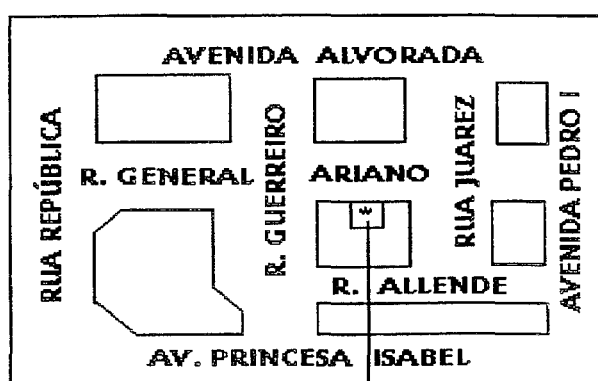 AVENIDA ALVORADA
RUA REPÚBLICA
R. GENERAL ARIANO
R. GUERREIRO
RUA JUAREZ
AVENIDA PEDRO I
R. ALLENDE
AV. PRINCESA ISABEL